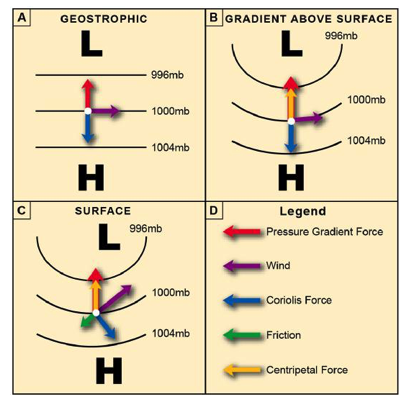 A GEOSTROPHIC
L
996mb
1000mb
1004mb
H
B GRADIENT ABOVE SURFACE
L 996mb
1000mb
1004mb
H
C SURFACE
L 996mb
1000mb
1004mb
H
D Legend
Pressure Gradient Force
Wind
Coriolis Force
Friction
Centripetal Force